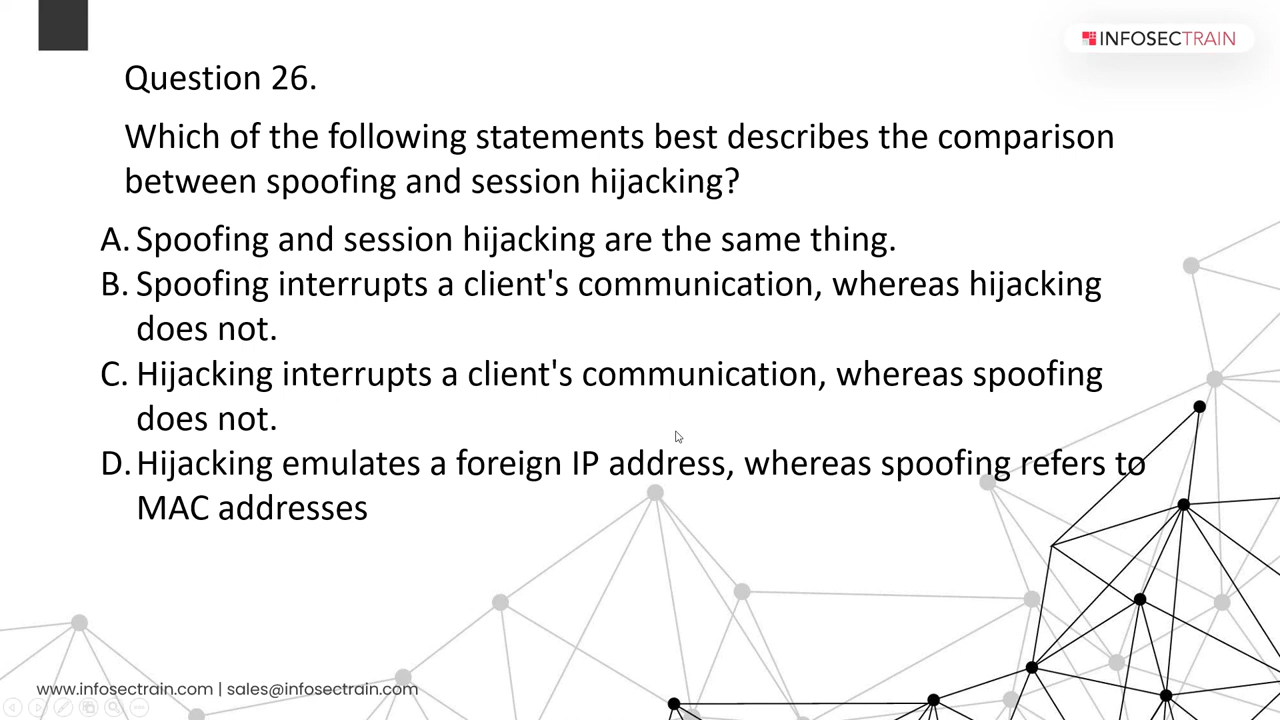 INFOSECTRAIN
Question 26.
Which of the following statements best describes the comparison
between spoofing and session hijacking?
A. Spoofing and session hijacking are the same thing.
B. Spoofing interrupts a client's communication, whereas hijacking
does not.
C. Hijacking interrupts a client's communication, whereas spoofing
does not.
D. Hijacking emulates a foreign IP address, whereas spoofing refers to
MAC addresses
www.infosectrain.com | sales@infosectrain.com